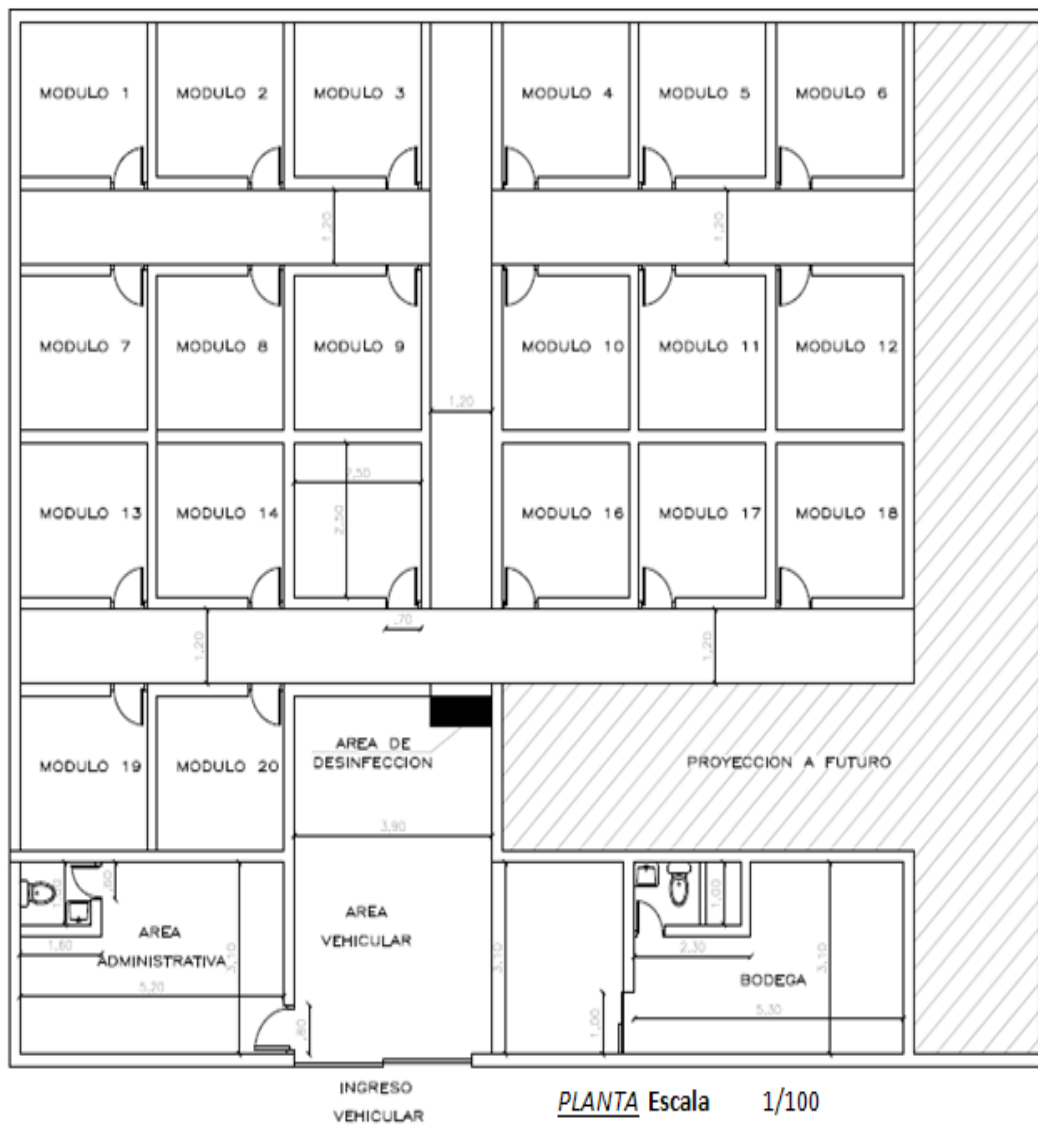 MODULO 1
MODULO 2
MODULO 3
MODULO 4
MODULO 5
MODULO 6
1.20
1.20
MODULO 7
MODULO 8
MODULO 9
MODULO 10
MODULO 11
MODULO 12
1.20
2,50
2,50
MODULO 13
MODULO 14
MODULO 16
MODULO 17
MODULO 18
.70
1,20
1,20
MODULO 19
MODULO 20
AREA DE
DESINFECCION
PROYECCION A FUTURO
3,90
.60
1,60
AREA
ADMINISTRATIVA
3,10
5,20
.80
AREA
VEHICULAR
3,10
1,00
1,00
2,30
3,10
BODEGA
5,30
INGRESO
VEHICULAR
PLANTA Escala 1/100